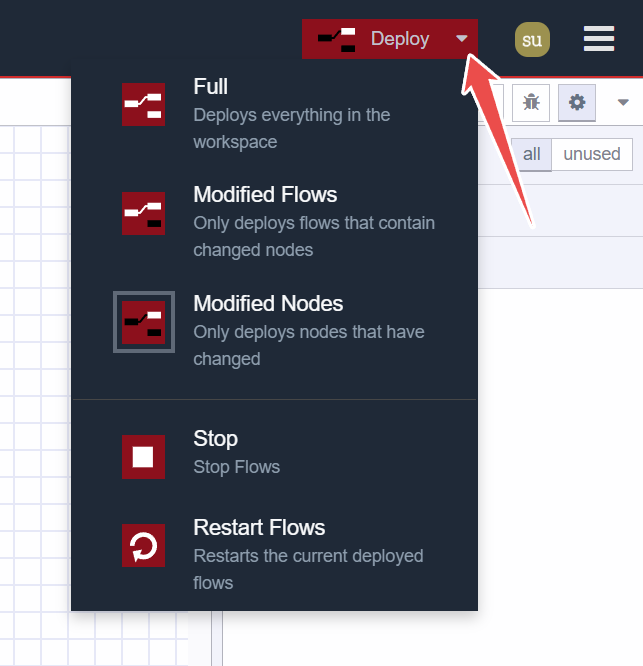 Deploy
su
Full
Deploys everything in the
workspace
all
unused
Modified Flows
Only deploys flows that contain
changed nodes
Modified Nodes
Only deploys nodes that have
changed
Stop
Stop Flows
Restart Flows
Restarts the current deployed
flows